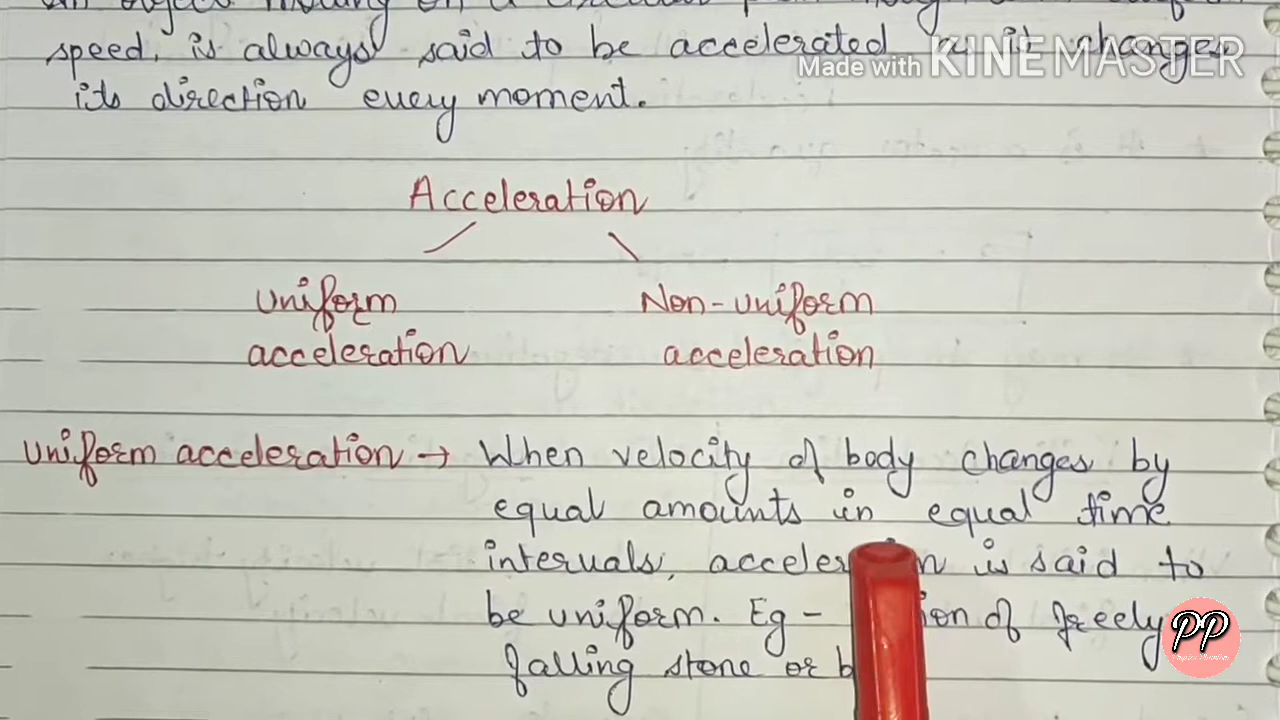 speed, is always said to be accelerated changes
Made with KINEMASTER
its direction every moment.
Acceleration
Uniform acceleration
Non-uniform acceleration
Uniform acceleration → When velocity of body changes by
equal amounts in equal time
intervals, is said to
be uniform. Eg - of freely
falling stone or
PP